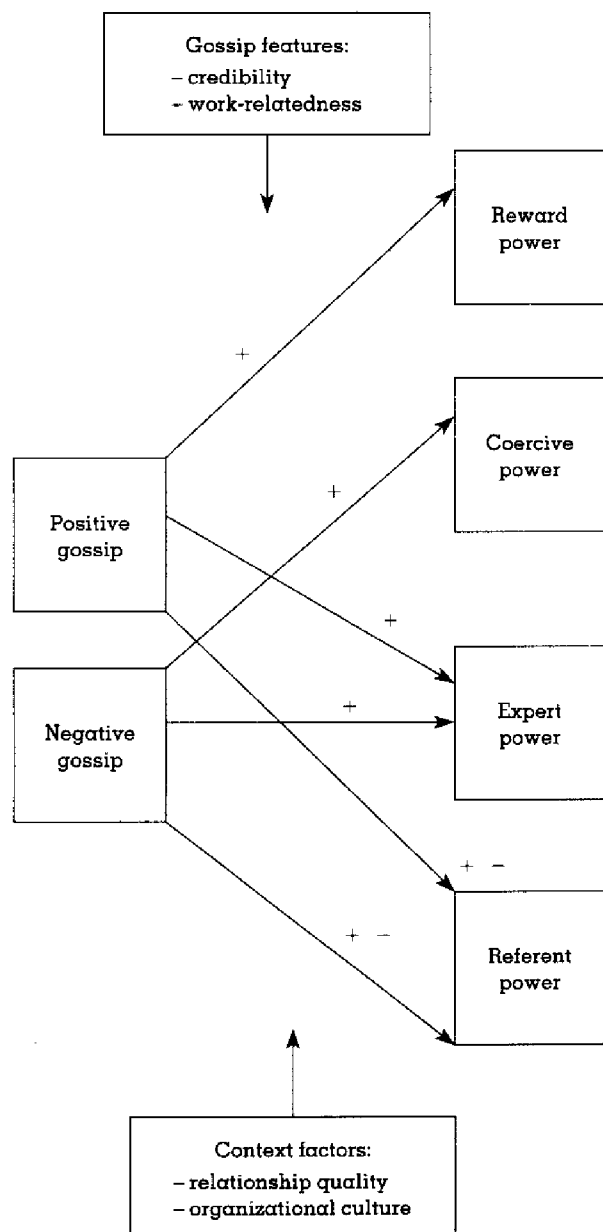 Gossip features:
– credibility
– work-relatedness
Reward
power
+
Coercive
power
+
Positive
gossip
+
Negative
gossip
+
Expert
power
+ –
+ –
Referent
power
Context factors:
– relationship quality
– organizational culture